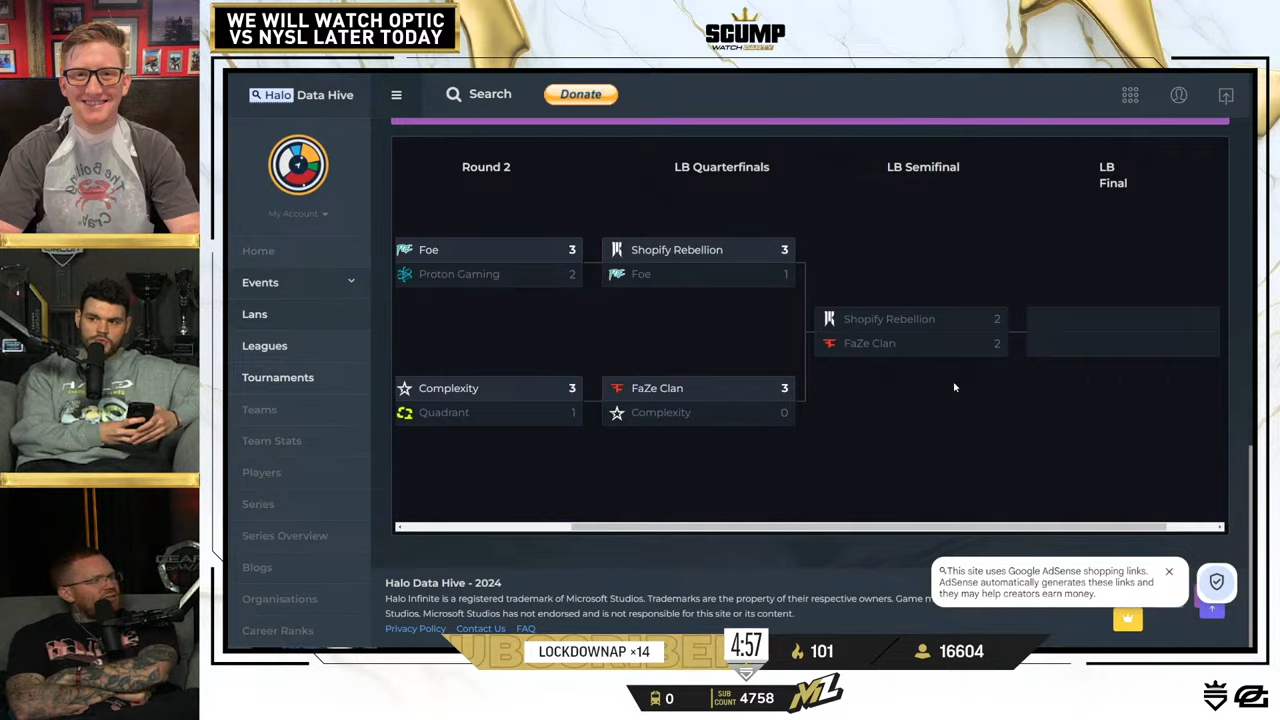 WE WILL WATCH OPTIC
VS NYSL LATER TODAY
SCUMP
WATCH PARTY
Halo Data Hive
Search
Donate
My Account
Home
Events
Lans
Leagues
Tournaments
Teams
Team Stats
Players
Series
Series Overview
Blogs
Organisations
Career Ranks
Round 2
LB Quarterfinals
LB Semifinal
LB
Final
Foe 3
Proton Gaming 2
Shopify Rebellion 3
Foe 1
Shopify Rebellion 2
FaZe Clan 2
Complexity 3
Quadrant 1
FaZe Clan 3
Complexity 0
This site uses Google AdSense shopping links.
AdSense automatically generates these links and
they may help creators earn money.
Halo Data Hive - 2024
Halo Infinite is a registered trademark of Microsoft Studios. Trademarks are the property of their respective owners. Game m
Studios. Microsoft Studios has not endorsed and is not responsible for this site or its content.
Privacy Policy Contact Us FAQ
LOCKDOWNAP ×14
4:57
101
16604
0
SUB
COUNT 4758
MZ
The Boiling
Crab